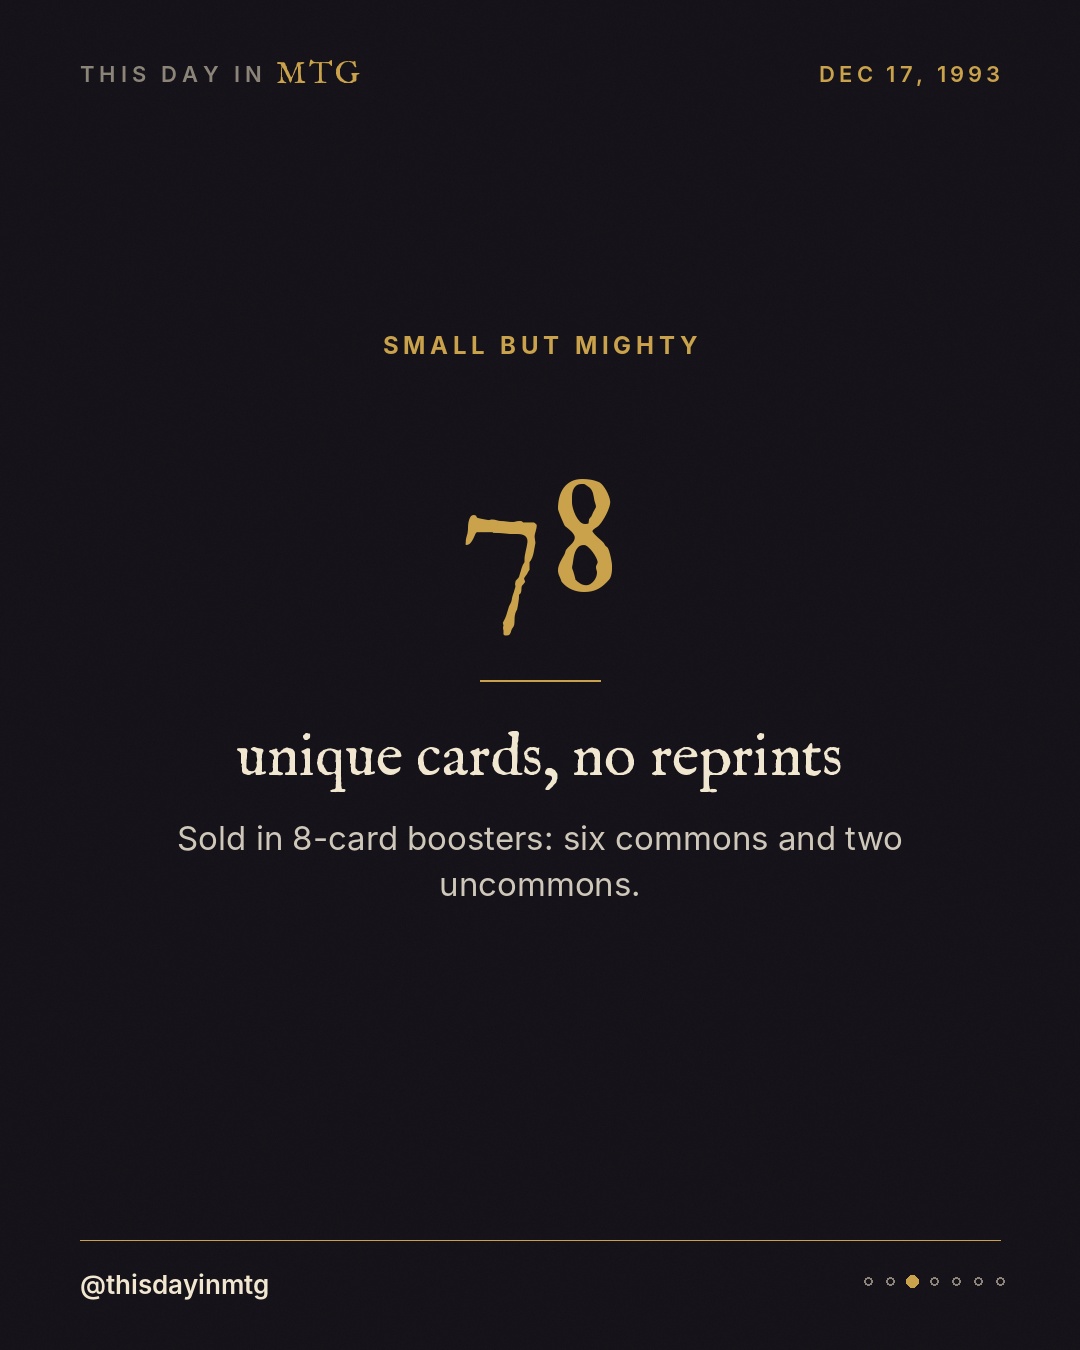 THIS DAY IN MTG
DEC 17, 1993
SMALL BUT MIGHTY
78
unique cards, no reprints
Sold in 8-card boosters: six commons and two
uncommons.
@thisdayinmtg